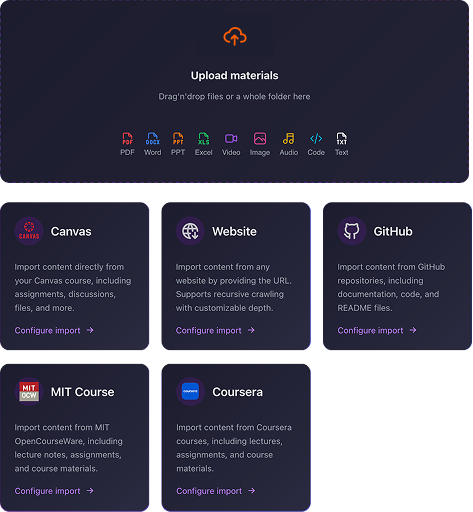 Upload materials
Drag'n'drop files or a whole folder here
PDF DOCX PPT XLS TXT
PDF Word PPT Excel Video Image Audio Code Text
CANVAS
Canvas
Import content directly from
your Canvas course, including
assignments, discussions,
files, and more.
Configure import →
Website
Import content from any
website by providing the URL.
Supports recursive crawling
with customizable depth.
Configure import →
GitHub
Import content from GitHub
repositories, including
documentation, code, and
README files.
Configure import →
MIT
OCW
MIT Course
Import content from MIT
OpenCourseWare, including
lecture notes, assignments,
and course materials.
Configure import →
coursera
Coursera
Import content from Coursera
courses, including lectures,
assignments, and course
materials.
Configure import →